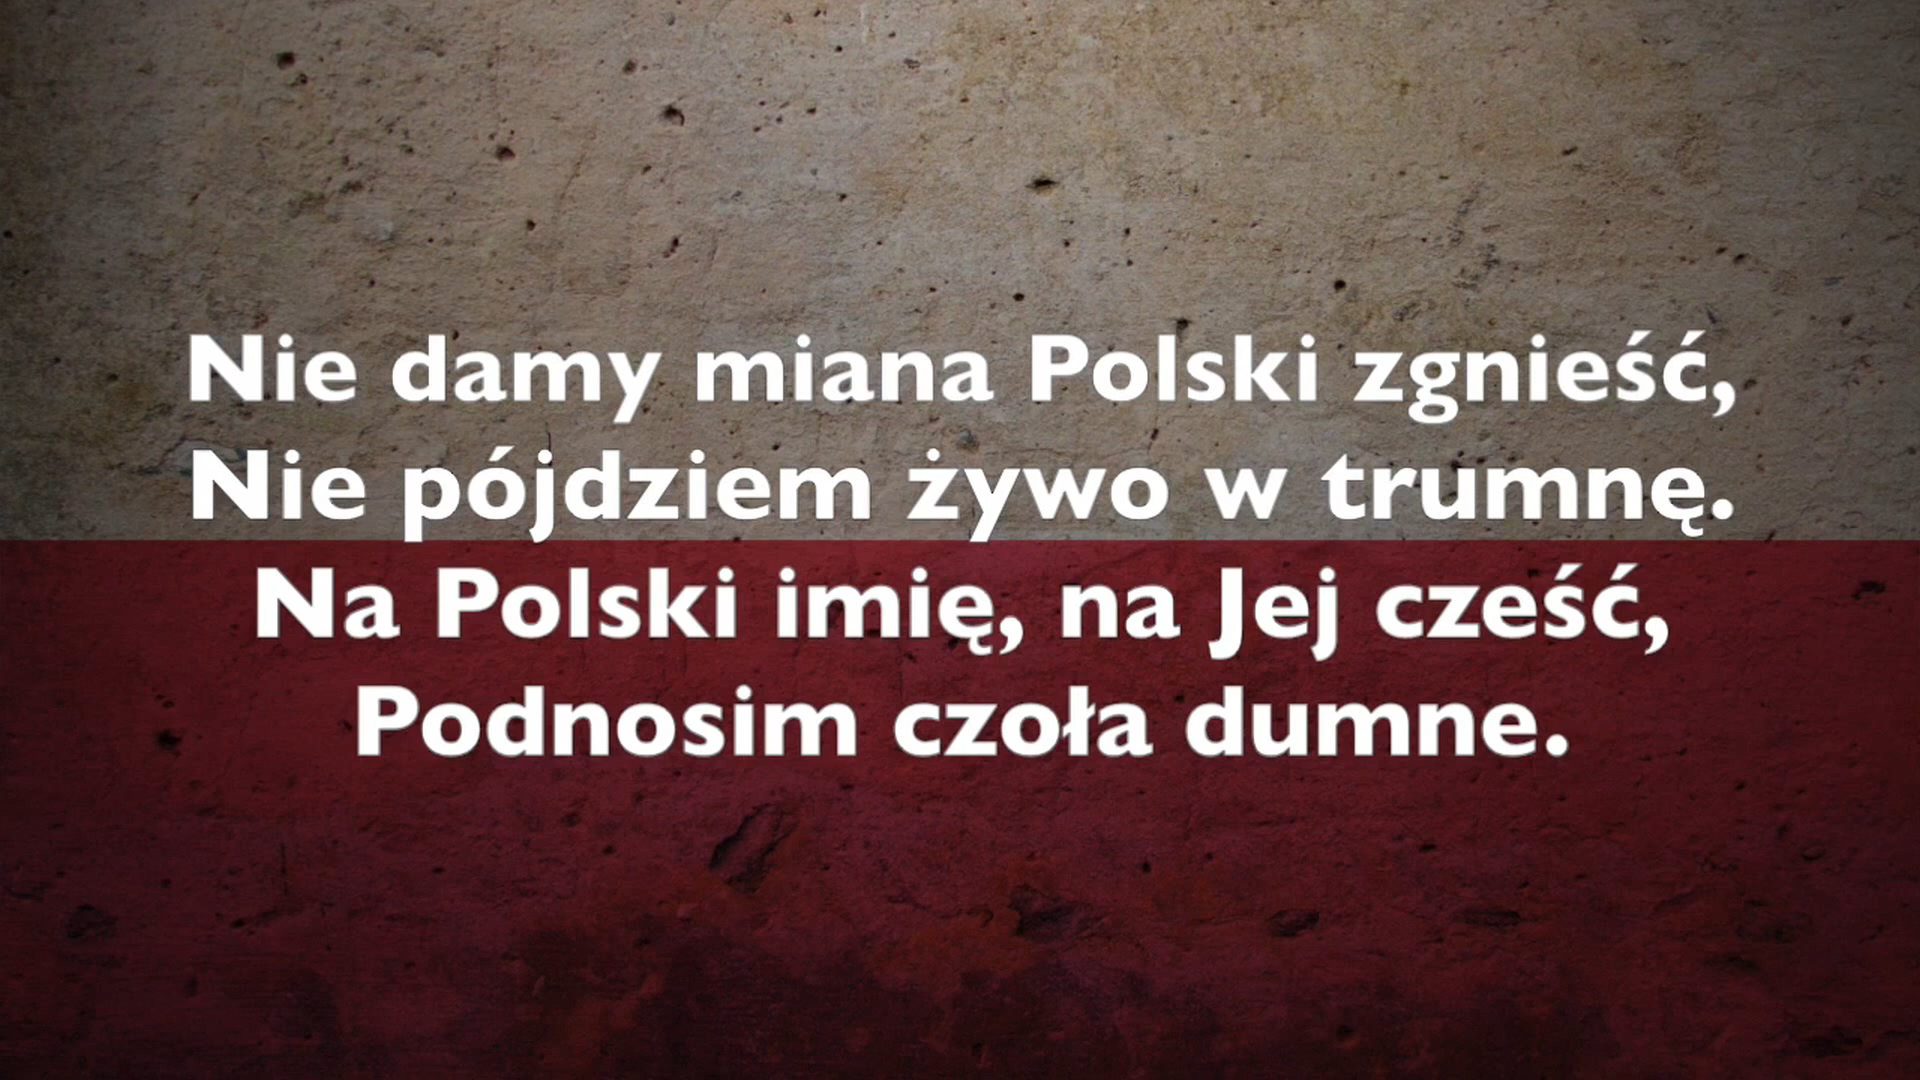 Nie damy miana Polski zgnieść,
Nie pójdziem żywo w trumnę.
Na Polski imię, na Jej cześć,
Podnosim czoła dumne.